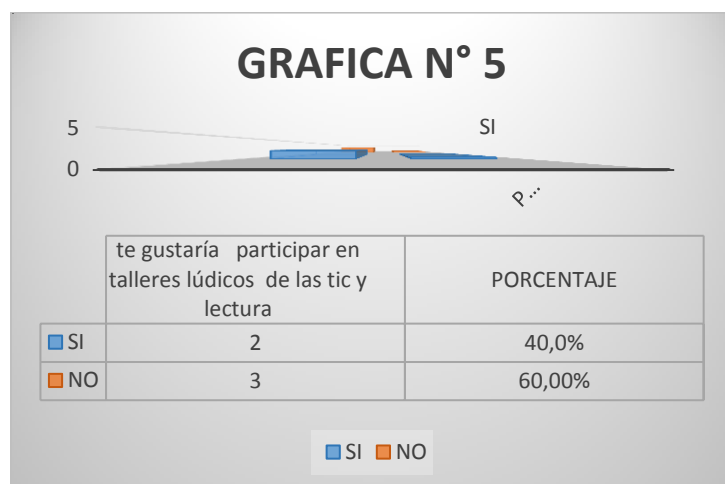 GRAFICA N° 5
5
SI
0
P ...
te gustaría participar en
talleres lúdicos de las tic y
lectura
PORCENTAJE
SI 2 40,0%
NO 3 60,00%
SI NO